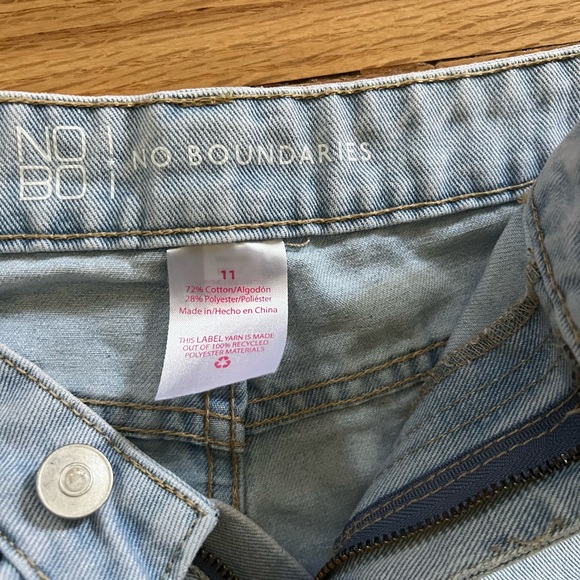 NO
BO
NO BOUNDARIES
11
72% Cotton/Algodón
28% Polyester/Poliéster
Made in/Hecho en China
THIS LABEL YARN IS MADE
OUT OF 100% RECYCLED
POLYESTER MATERIALS